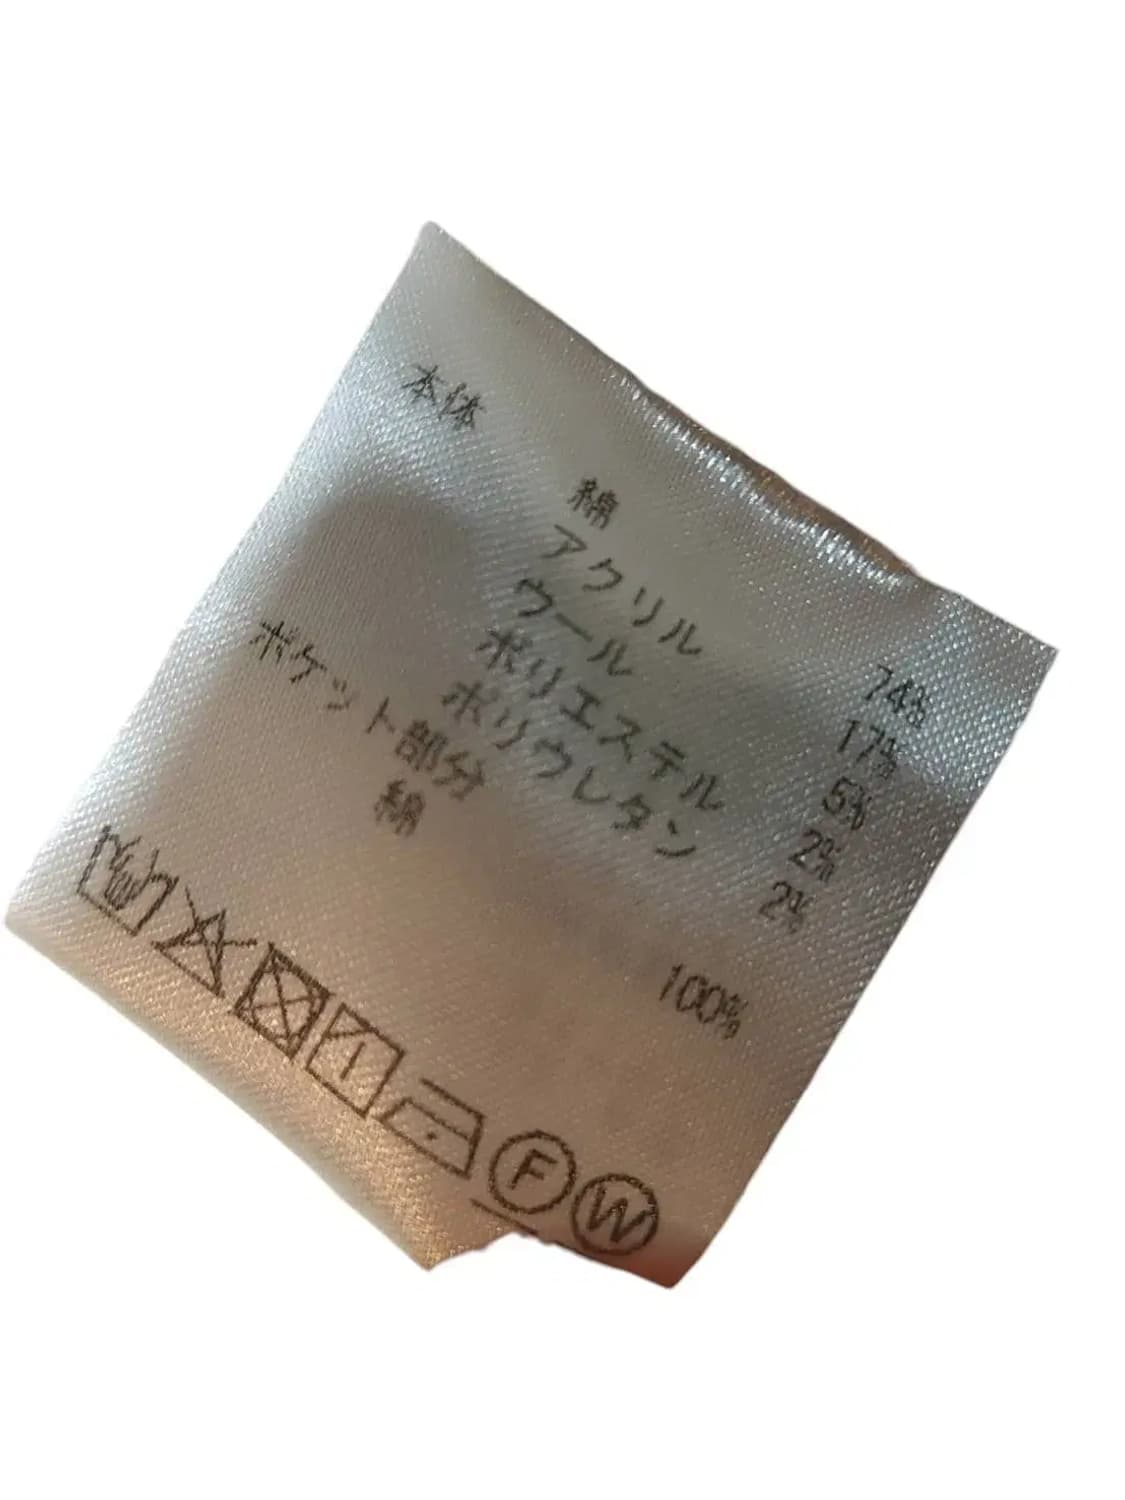 本体
綿 74%
アクリル 17%
ウール 5%
ポリエステル 2%
ポリウレタン 2%
ポケット部分
綿 100%
F W